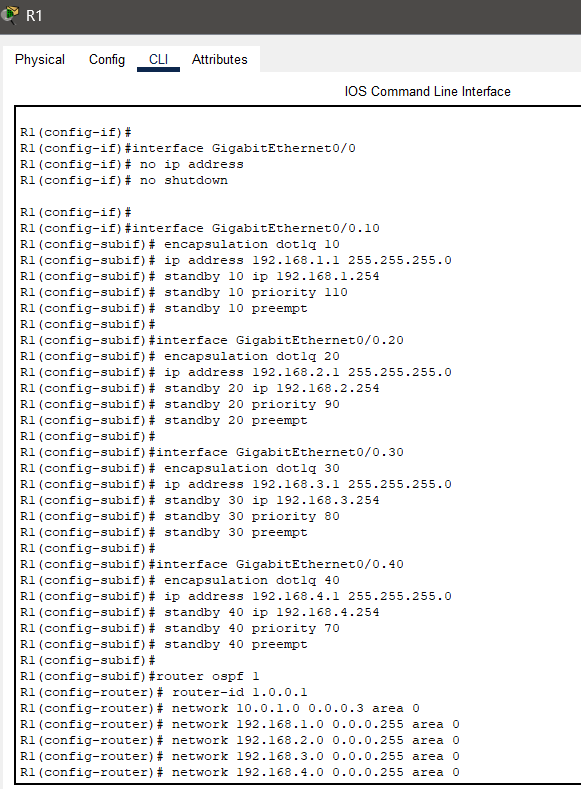 R1
Physical Config CLI Attributes
IOS Command Line Interface
R1(config-if)#
R1(config-if)#interface GigabitEthernet0/0
R1(config-if)# no ip address
R1(config-if)# no shutdown
R1(config-if)#
R1(config-if)#interface GigabitEthernet0/0.10
R1(config-subif)# encapsulation dot1q 10
R1(config-subif)# ip address 192.168.1.1 255.255.255.0
R1(config-subif)# standby 10 ip 192.168.1.254
R1(config-subif)# standby 10 priority 110
R1(config-subif)# standby 10 preempt
R1(config-subif)#
R1(config-subif)#interface GigabitEthernet0/0.20
R1(config-subif)# encapsulation dot1q 20
R1(config-subif)# ip address 192.168.2.1 255.255.255.0
R1(config-subif)# standby 20 ip 192.168.2.254
R1(config-subif)# standby 20 priority 90
R1(config-subif)# standby 20 preempt
R1(config-subif)#
R1(config-subif)#interface GigabitEthernet0/0.30
R1(config-subif)# encapsulation dot1q 30
R1(config-subif)# ip address 192.168.3.1 255.255.255.0
R1(config-subif)# standby 30 ip 192.168.3.254
R1(config-subif)# standby 30 priority 80
R1(config-subif)# standby 30 preempt
R1(config-subif)#
R1(config-subif)#interface GigabitEthernet0/0.40
R1(config-subif)# encapsulation dot1q 40
R1(config-subif)# ip address 192.168.4.1 255.255.255.0
R1(config-subif)# standby 40 ip 192.168.4.254
R1(config-subif)# standby 40 priority 70
R1(config-subif)# standby 40 preempt
R1(config-subif)#
R1(config-subif)#router ospf 1
R1(config-router)# router-id 1.0.0.1
R1(config-router)# network 10.0.1.0 0.0.0.3 area 0
R1(config-router)# network 192.168.1.0 0.0.0.255 area 0
R1(config-router)# network 192.168.2.0 0.0.0.255 area 0
R1(config-router)# network 192.168.3.0 0.0.0.255 area 0
R1(config-router)# network 192.168.4.0 0.0.0.255 area 0